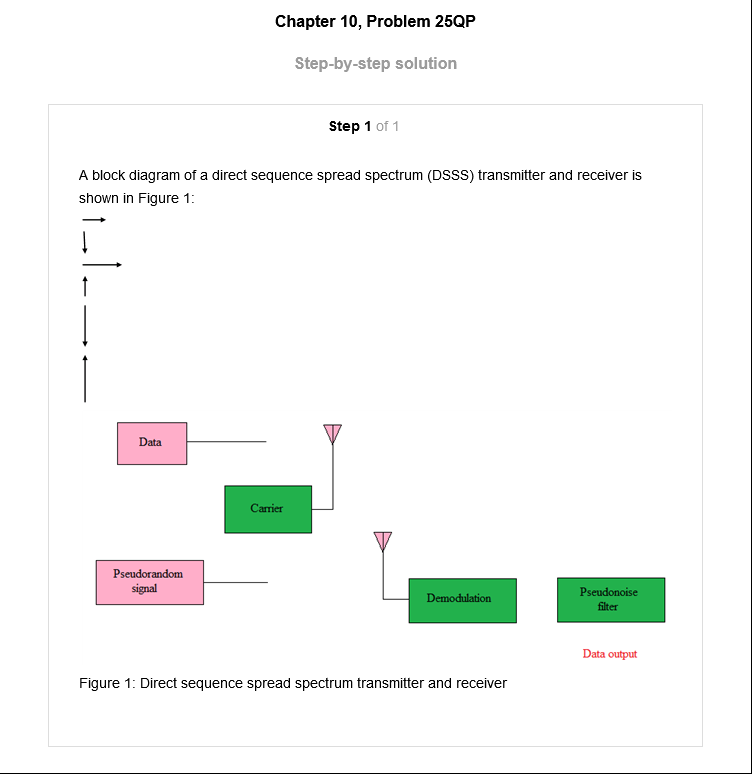 Chapter 10, Problem 25QP
Step-by-step solution
Step 1 of 1
A block diagram of a direct sequence spread spectrum (DSSS) transmitter and receiver is
shown in Figure 1:
Data
Carrier
Pseudorandom
signal
Demodulation
Pseudonoise
filter
Data output
Figure 1: Direct sequence spread spectrum transmitter and receiver